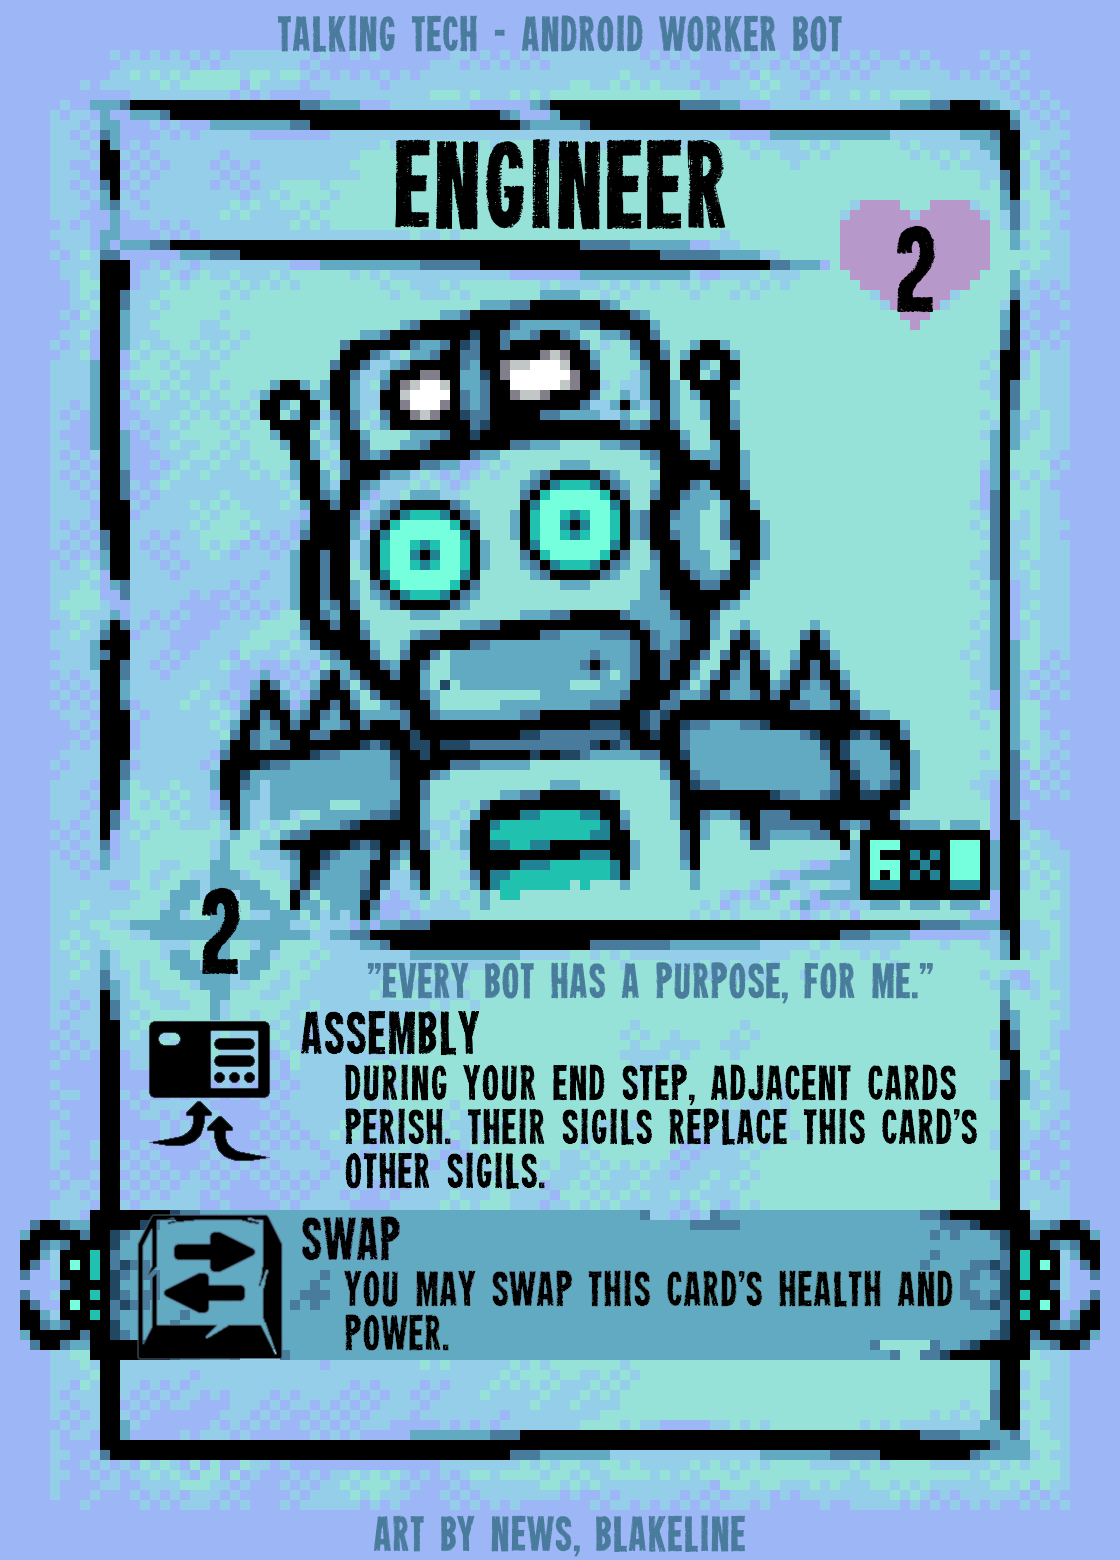 TALKING TECH - ANDROID WORKER BOT
ENGINEER
2
6X
2
"EVERY BOT HAS A PURPOSE, FOR ME."
ASSEMBLY
DURING YOUR END STEP, ADJACENT CARDS
PERISH. THEIR SIGILS REPLACE THIS CARD'S
OTHER SIGILS.
SWAP
YOU MAY SWAP THIS CARD'S HEALTH AND
POWER.
ART BY NEWS, BLAKELINE